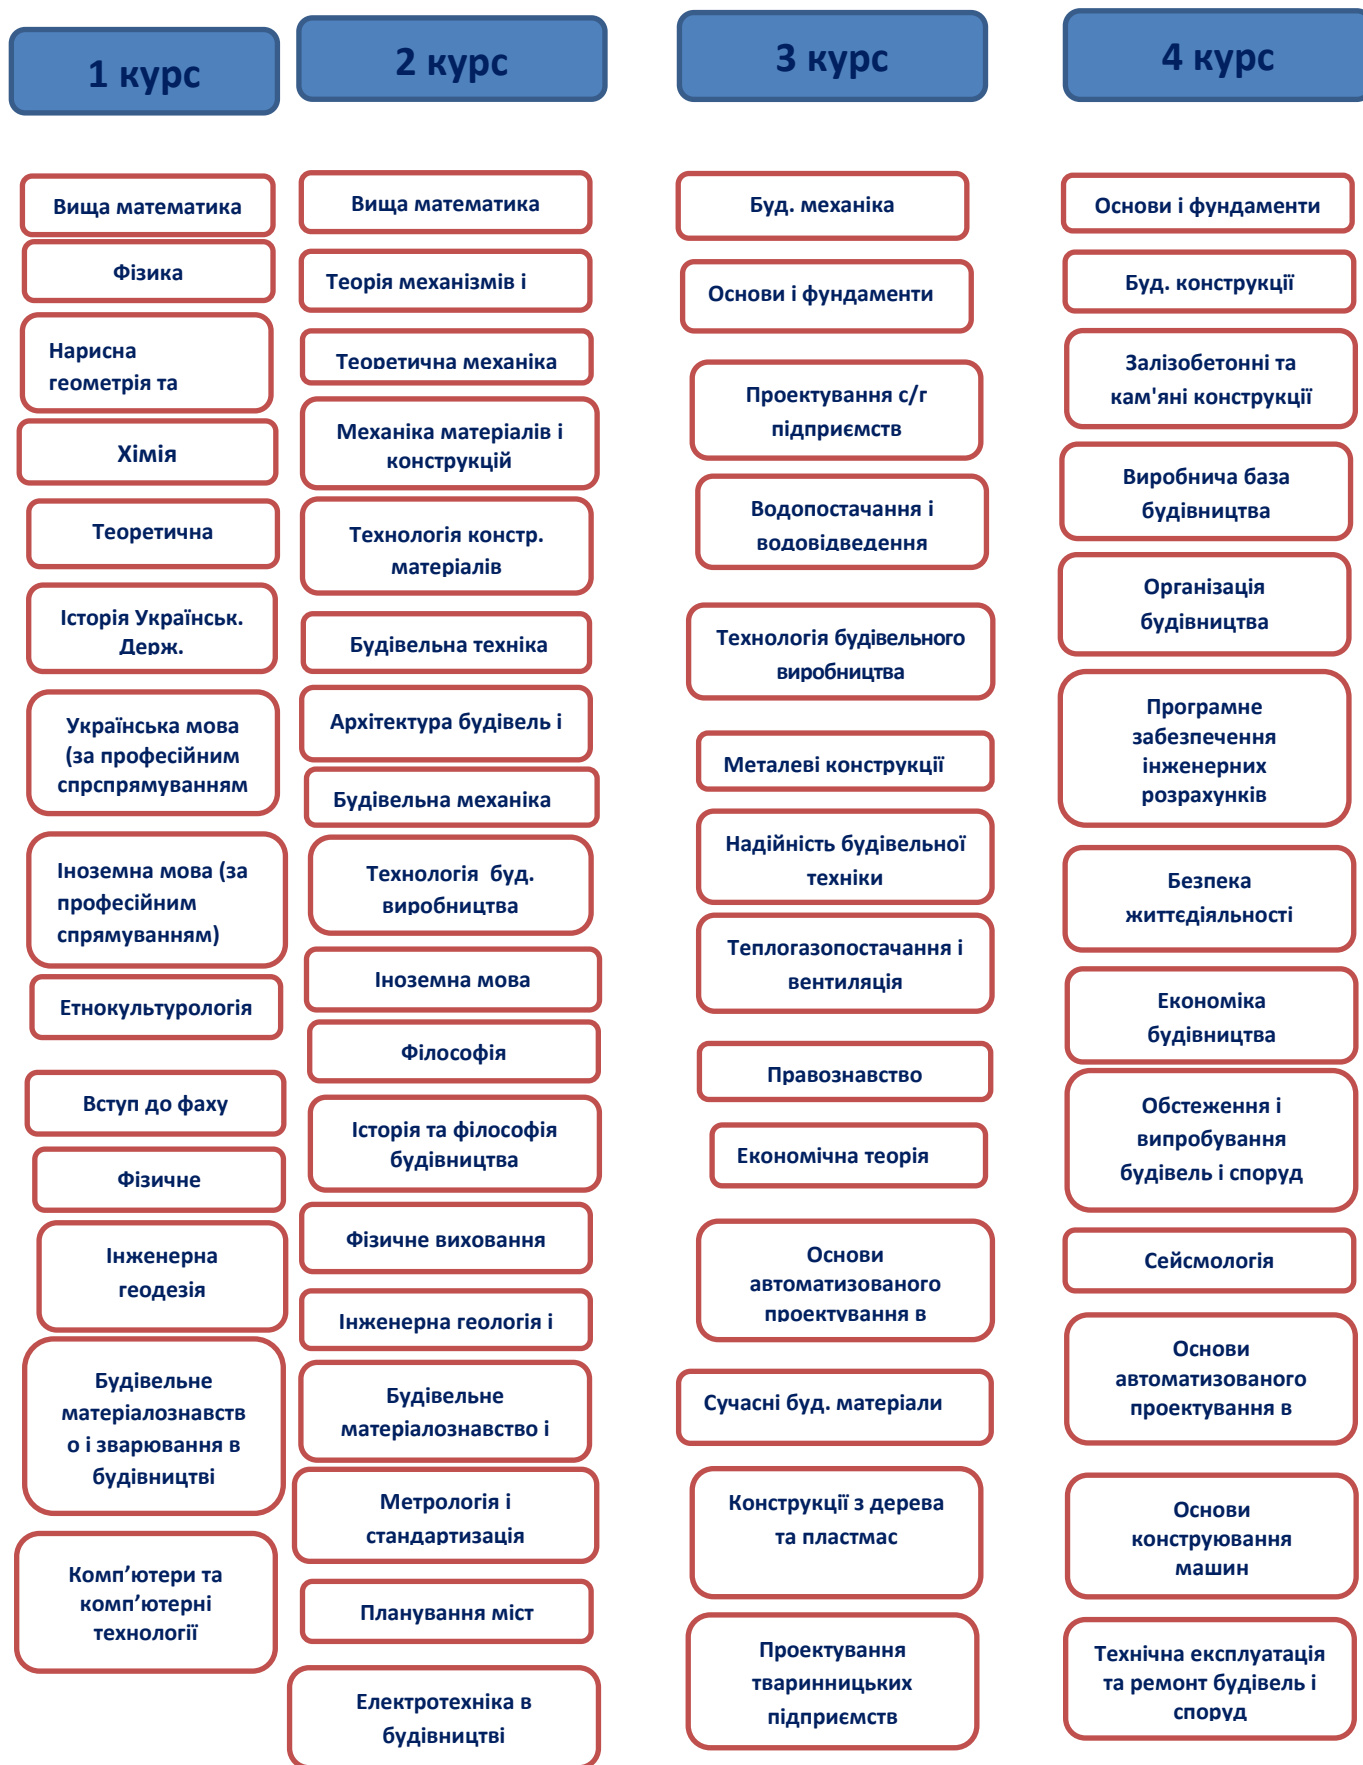 1 курс
Вища математика
Фізика
Нарисна
геометрія та
Хімія
Теоретична
Історія Українськ.
Держ.
Українська мова
(за професійним
спрспрямуванням
Іноземна мова (за
професійним
спрямуванням)
Етнокультурологія
Вступ до фаху
Фізичне
Інженерна
геодезія
Будівельне
матеріалознавств
о і зварювання в
будівництві
Комп’ютери та
комп’ютерні
технології
2 курс
Вища математика
Теорія механізмів і
Теоретична механіка
Механіка матеріалів і
конструкцій
Технологія констр.
матеріалів
Будівельна техніка
Архітектура будівель і
Будівельна механіка
Технологія буд.
виробництва
Іноземна мова
Філософія
Історія та філософія
будівництва
Фізичне виховання
Інженерна геологія і
Будівельне
матеріалознавство і
Метрологія і
стандартизація
Планування міст
Електротехніка в
будівництві
3 курс
Буд. механіка
Основи і фундаменти
Проектування с/г
підприємств
Водопостачання і
водовідведення
Технологія будівельного
виробництва
Металеві конструкції
Надійність будівельної
техніки
Теплогазопостачання і
вентиляція
Правознавство
Економічна теорія
Основи
автоматизованого
проектування в
Сучасні буд. матеріали
Конструкції з дерева
та пластмас
Проектування
тваринницьких
підприємств
4 курс
Основи і фундаменти
Буд. конструкції
Залізобетонні та
кам'яні конструкції
Виробнича база
будівництва
Організація
будівництва
Програмне
забезпечення
інженерних
розрахунків
Безпека
життєдіяльності
Економіка
будівництва
Обстеження і
випробування
будівель і споруд
Сейсмологія
Основи
автоматизованого
проектування в
Основи
конструювання
машин
Технічна експлуатація
та ремонт будівель і
споруд